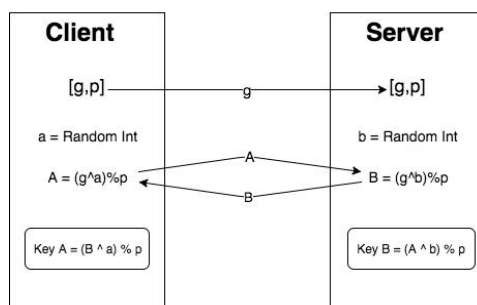 Client
Server
[g,p]
g
[g,p]
a = Random Int
b = Random Int
A
A = (g^a)%p
B = (g^b)%p
B
Key A = (B ^ a) % p
Key B = (A ^ b) % p